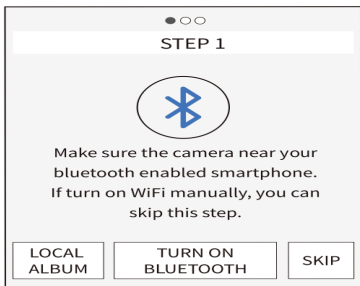 STEP 1
Make sure the camera near your
bluetooth enabled smartphone.
If turn on WiFi manually, you can
skip this step.
LOCAL
ALBUM
TURN ON
BLUETOOTH
SKIP